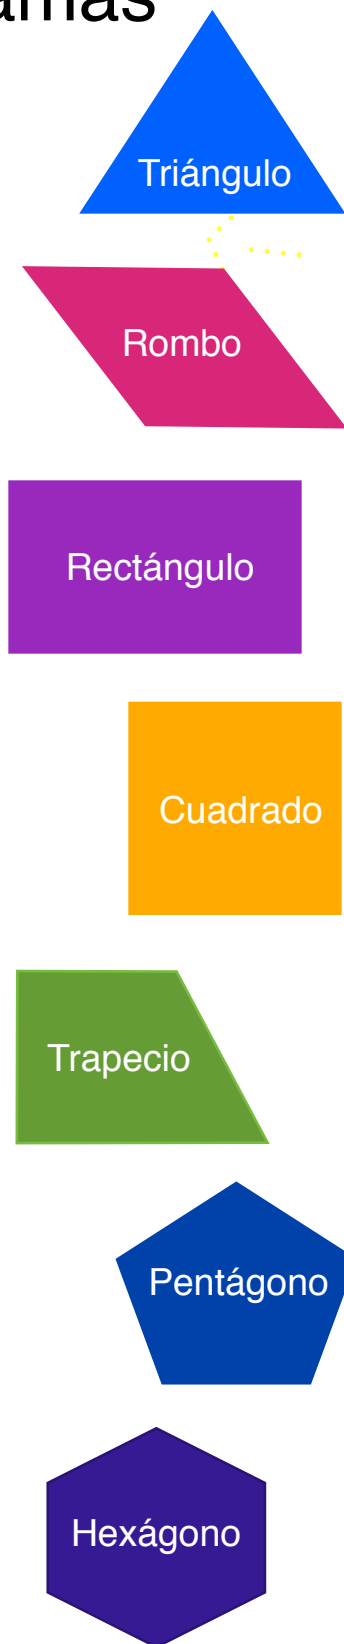 Triángulo
Rombo
Rectángulo
Cuadrado
Trapecio
Pentágono
Hexágono